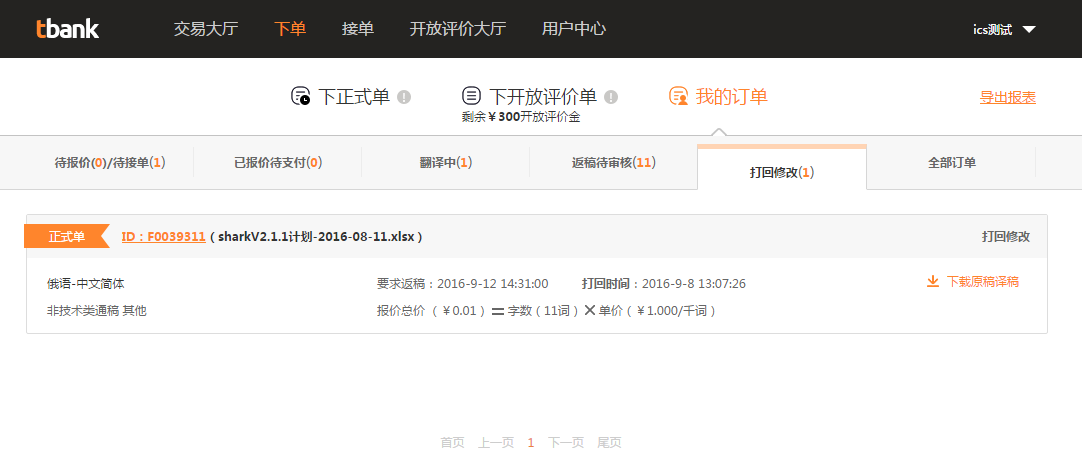 tbank 交易大厅 下单 接单 开放评价大厅 用户中心 ics测试
下正式单 下开放评价单 我的订单 导出报表
剩余￥300开放评价金
待报价(0)/待接单(1) 已报价待支付(0) 翻译中(1) 返稿待审核(11) 打回修改(1) 全部订单
正式单 ID：F0039311 ( sharkV2.1.1计划-2016-08-11.xlsx ) 打回修改
俄语-中文简体 要求返稿：2016-9-12 14:31:00 打回时间：2016-9-8 13:07:26 下载原稿译稿
非技术类通稿 其他 报价总价 （￥0.01）＝字数（11词）×单价（￥1.000/千词）
首页 上一页 1 下一页 尾页